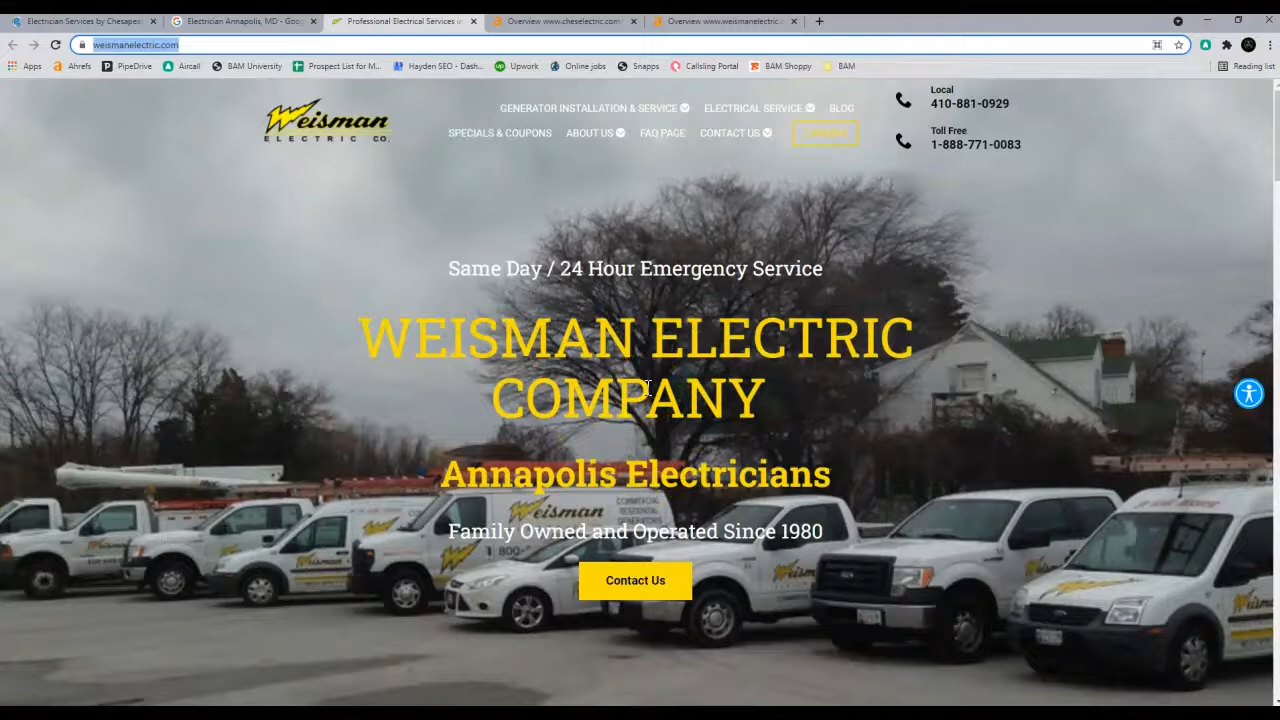 Electrician Services by Chesapea
Electrician Annapolis, MD - Goog
Professional Electrical Services in
Overview www.cheselectric.com
Overview www.weismanelectric.c
weismanelectric.com
Apps
Ahrefs
PipeDrive
Aircall
BAM University
Prospect List for M...
Hayden SEO - Dash...
Upwork
Online jobs
Snapps
Callsling Portal
BAM Shoppy
BAM
Reading list
Weisman
ELECTRIC CO.
GENERATOR INSTALLATION & SERVICE
ELECTRICAL SERVICE
BLOG
SPECIALS & COUPONS
ABOUT US
FAQ PAGE
CONTACT US
Local
410-881-0929
Toll Free
1-888-771-0083
Same Day / 24 Hour Emergency Service
WEISMAN ELECTRIC
COMPANY
Annapolis Electricians
Family Owned and Operated Since 1980
Contact Us
Weisman